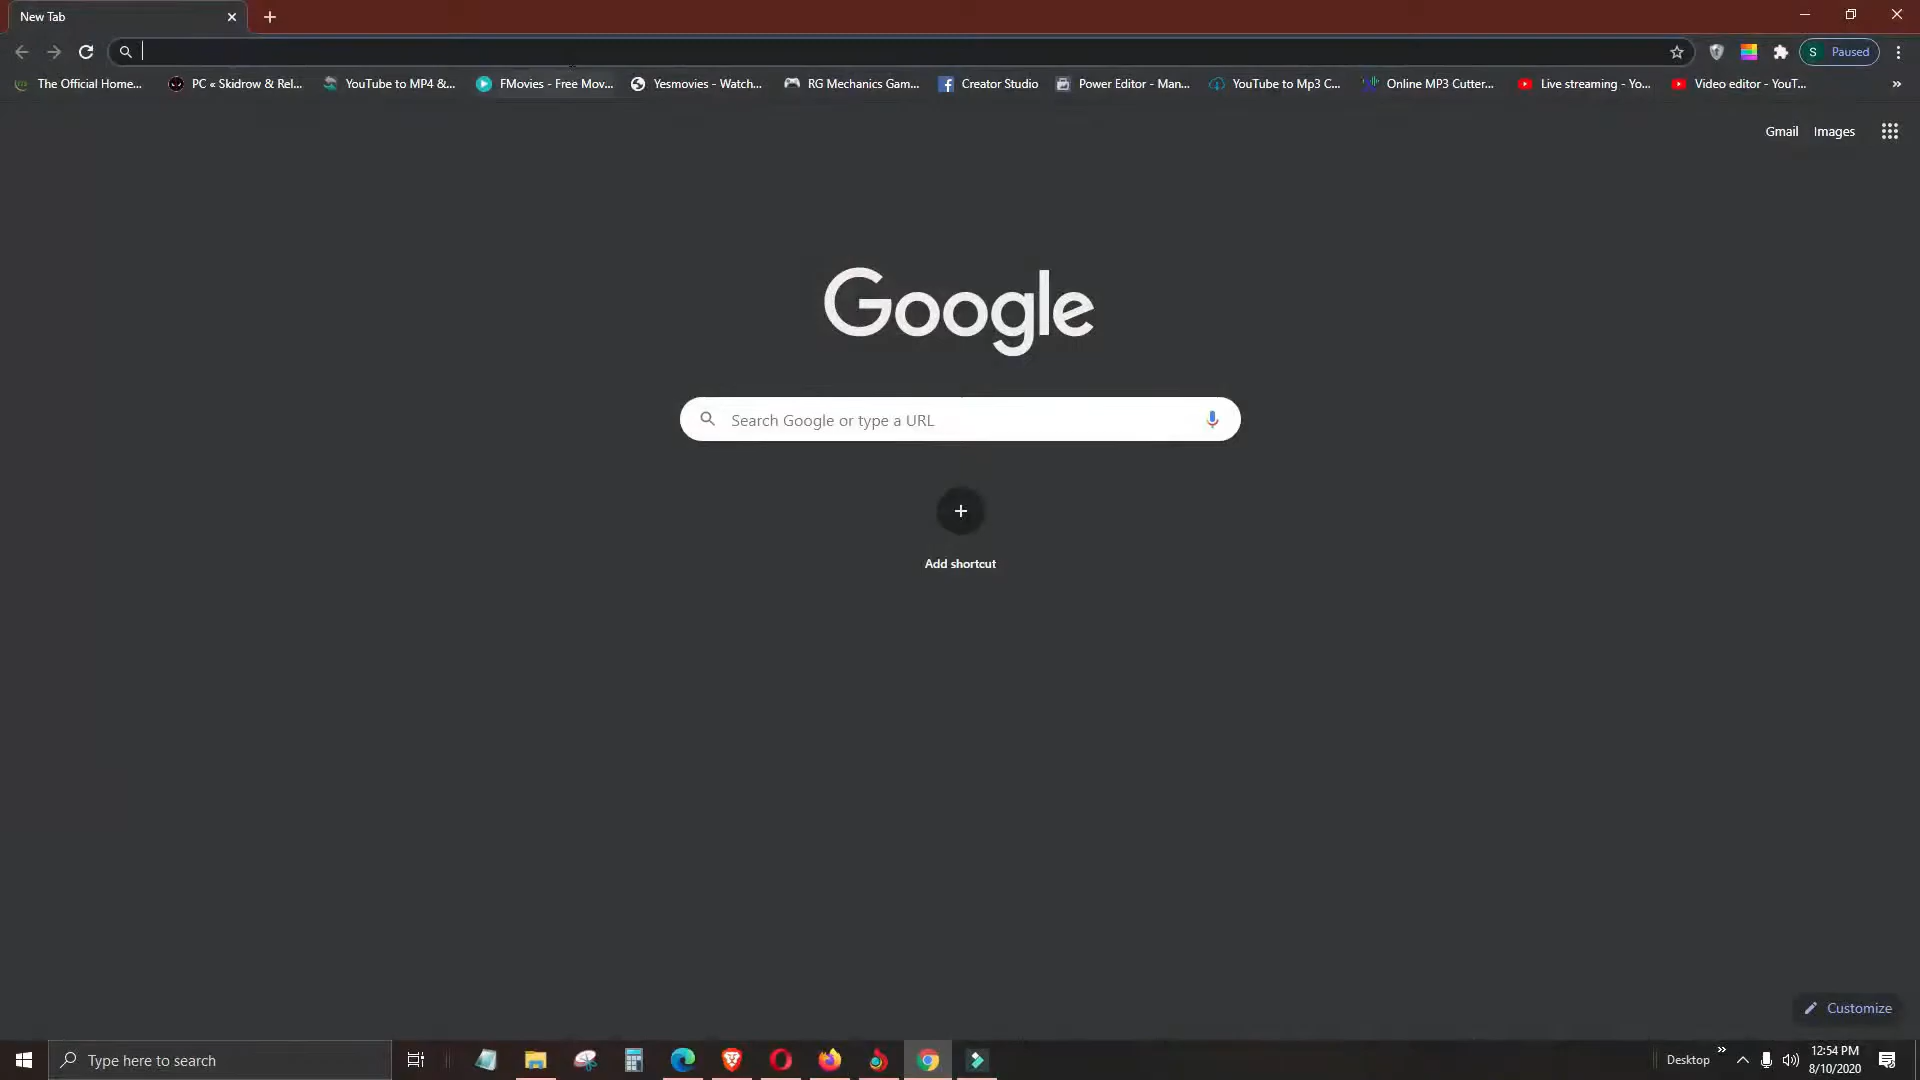 New Tab
S Paused
The Official Home...
PC « Skidrow & Rel...
YouTube to MP4 &...
FMovies - Free Mov...
Yesmovies - Watch...
RG Mechanics Gam...
Creator Studio
Power Editor - Man...
YouTube to Mp3 C...
Online MP3 Cutter...
Live streaming - Yo...
Video editor - YouT...
»
Gmail
Images
Google
Search Google or type a URL
Add shortcut
Customize
Type here to search
Desktop
»
12:54 PM
8/10/2020